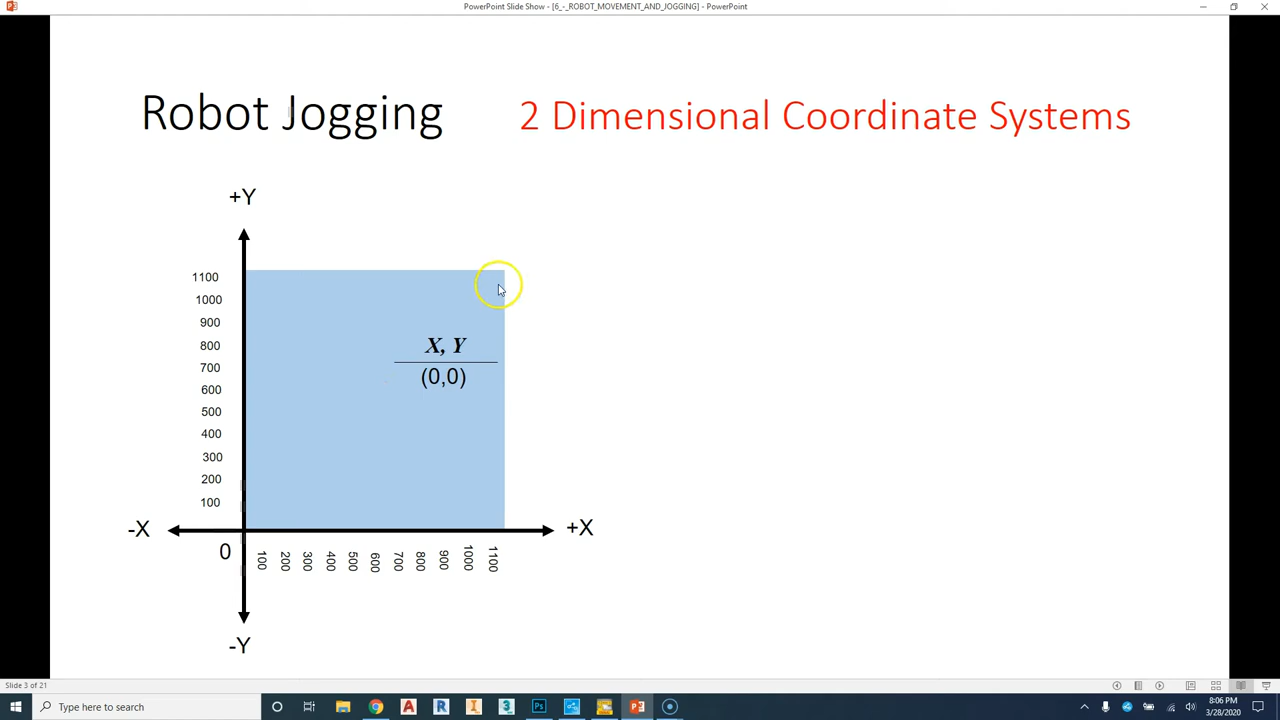 PowerPoint Slide Show - [6_-_ROBOT_MOVEMENT_AND_JOGGING] - PowerPoint
Robot Jogging
2 Dimensional Coordinate Systems
+Y
1100
1000
900
800
700
600
500
400
300
200
100
X, Y
(0,0)
-X
+X
0
100
200
300
400
500
600
700
800
900
1000
1100
-Y
Slide 3 of 21
Type here to search
8:06 PM
3/28/2020